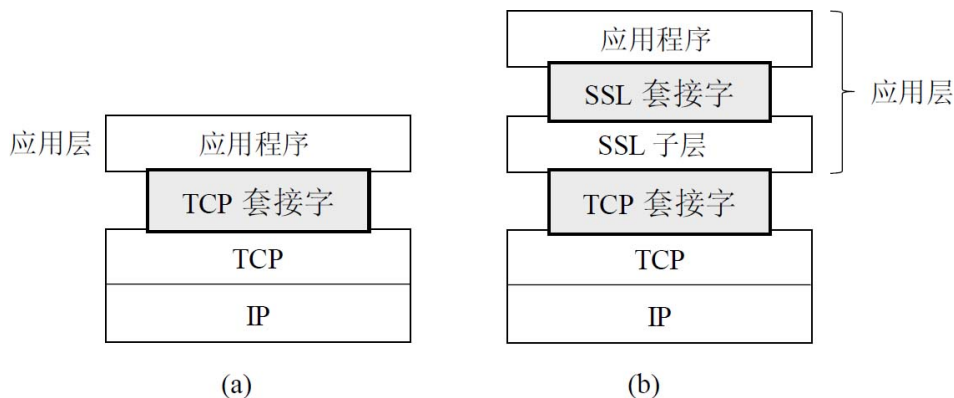 应用层
应用程序
TCP 套接字
TCP
IP
(a)
应用程序
SSL 套接字
SSL 子层
TCP 套接字
TCP
IP
应用层
(b)